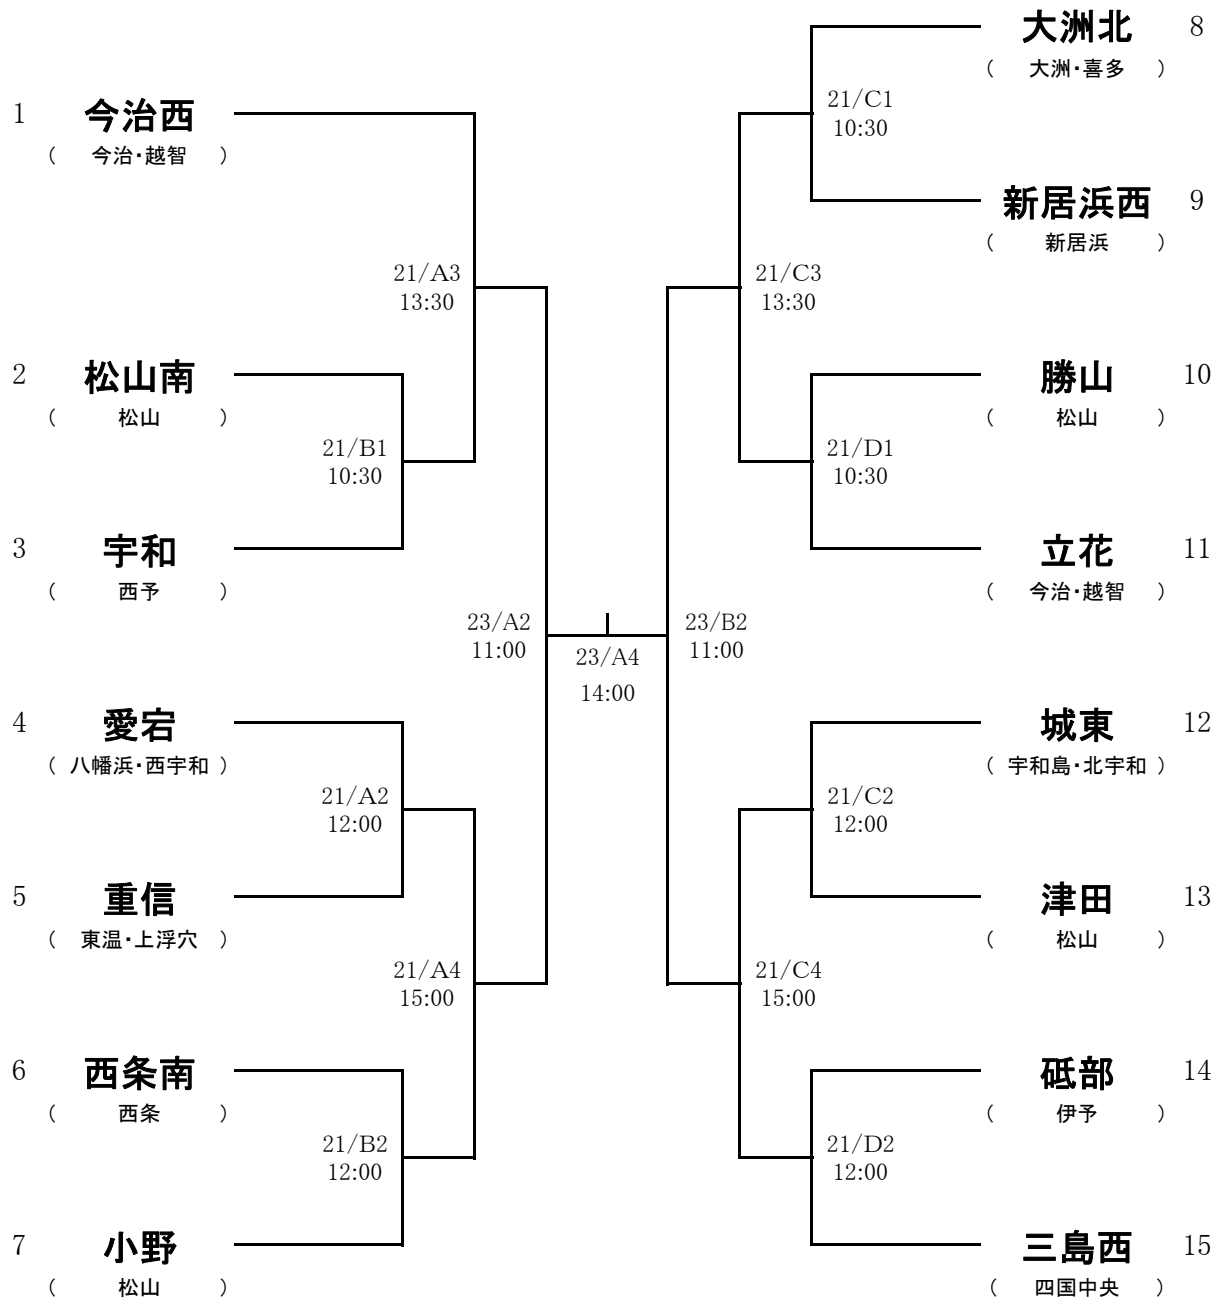 1 今治西
( 今治・越智 )
21/A3
13:30
2 松山南
( 松山 )
21/B1
10:30
3 宇和
( 西予 )
23/A2
11:00
4 愛宕
( 八幡浜・西宇和 )
21/A2
12:00
5 重信
( 東温・上浮穴 )
21/A4
15:00
6 西条南
( 西条 )
21/B2
12:00
7 小野
( 松山 )
23/A4
14:00
大洲北 8
( 大洲・喜多 )
21/C1
10:30
新居浜西 9
( 新居浜 )
21/C3
13:30
勝山 10
( 松山 )
21/D1
10:30
立花 11
( 今治・越智 )
23/B2
11:00
城東 12
( 宇和島・北宇和 )
21/C2
12:00
津田 13
( 松山 )
21/C4
15:00
砥部 14
( 伊予 )
21/D2
12:00
三島西 15
( 四国中央 )